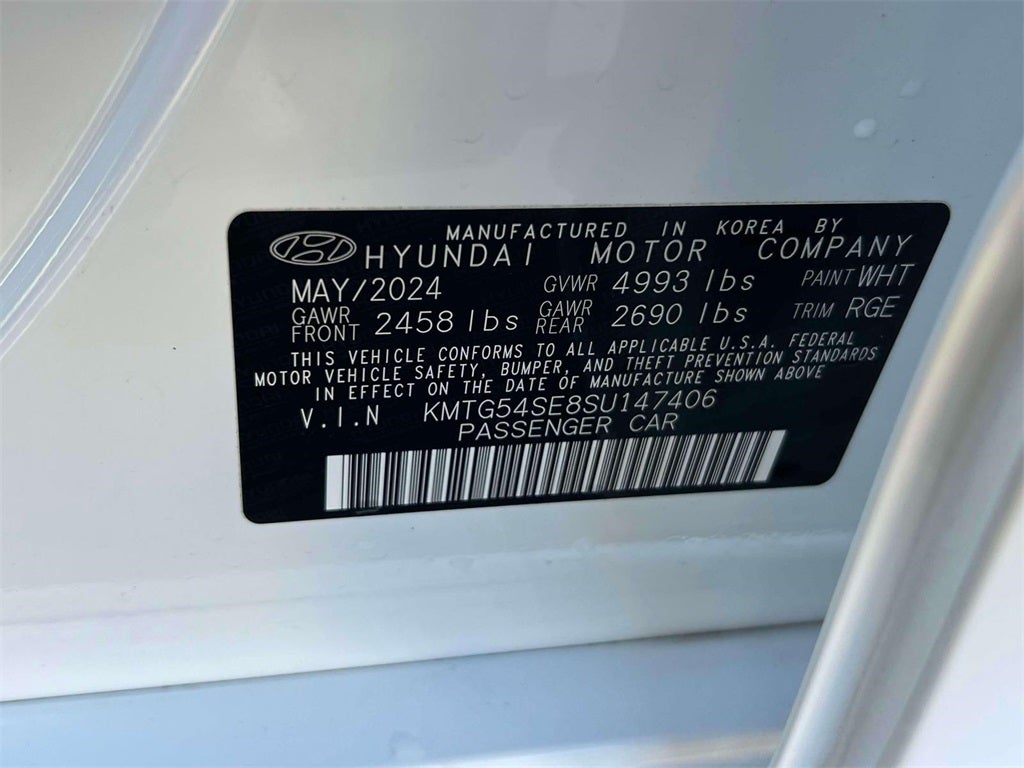 MANUFACTURED IN KOREA BY
HYUNDAI MOTOR COMPANY
MAY/2024 GVWR 4993 lbs PAINT WHT
GAWR FRONT 2458 lbs GAWR REAR 2690 lbs TRIM RGE
THIS VEHICLE CONFORMS TO ALL APPLICABLE U.S.A. FEDERAL
MOTOR VEHICLE SAFETY, BUMPER, AND THEFT PREVENTION STANDARDS
IN EFFECT ON THE DATE OF MANUFACTURE SHOWN ABOVE
V.I.N KMTG54SE8SU147406
PASSENGER CAR